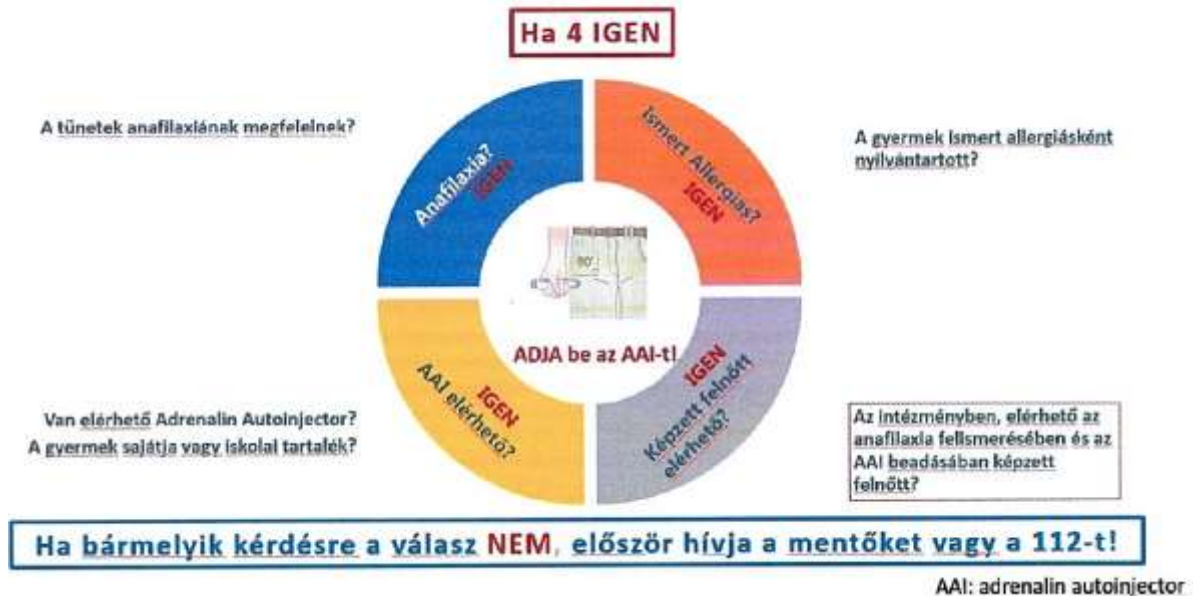 Ha 4 IGEN
A tünetek anafilaxiának megfelelnek?
Anafilaxia?
IGEN
Ismert Allergias?
IGEN
A gyermek ismert allergiásként
nyilvántartott?
90°
ADJA be az AAI-t!
IGEN
AAI elérhető?
IGEN
Képzett felnőtt
elérhető?
Van elérhető Adrenalin Autoinjector?
A gyermek sajátja vagy iskolai tartalék?
Az intézményben, elérhető az
anafilaxia felismerésében és az
AAI beadásában képzett
felnőtt?
Ha bármelyik kérdésre a válasz NEM, először hívja a mentőket vagy a 112-t!
AAI: adrenalin autoinjector